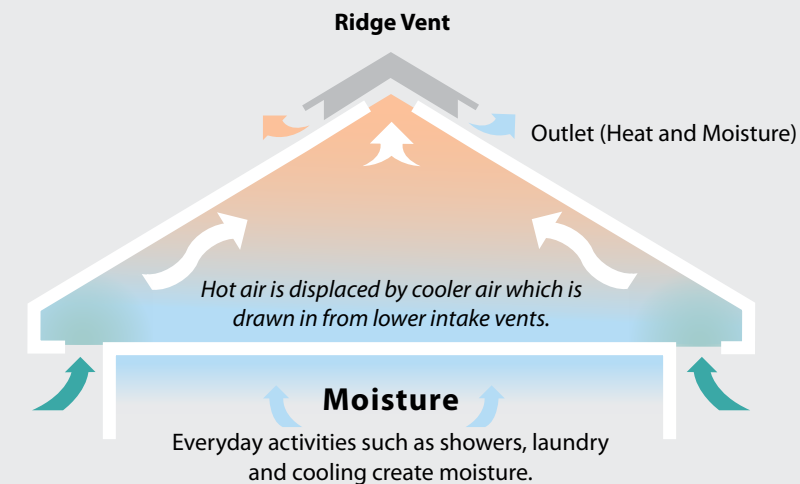 Ridge Vent
Outlet (Heat and Moisture)
Hot air is displaced by cooler air which is
drawn in from lower intake vents.
Moisture
Everyday activities such as showers, laundry
and cooling create moisture.